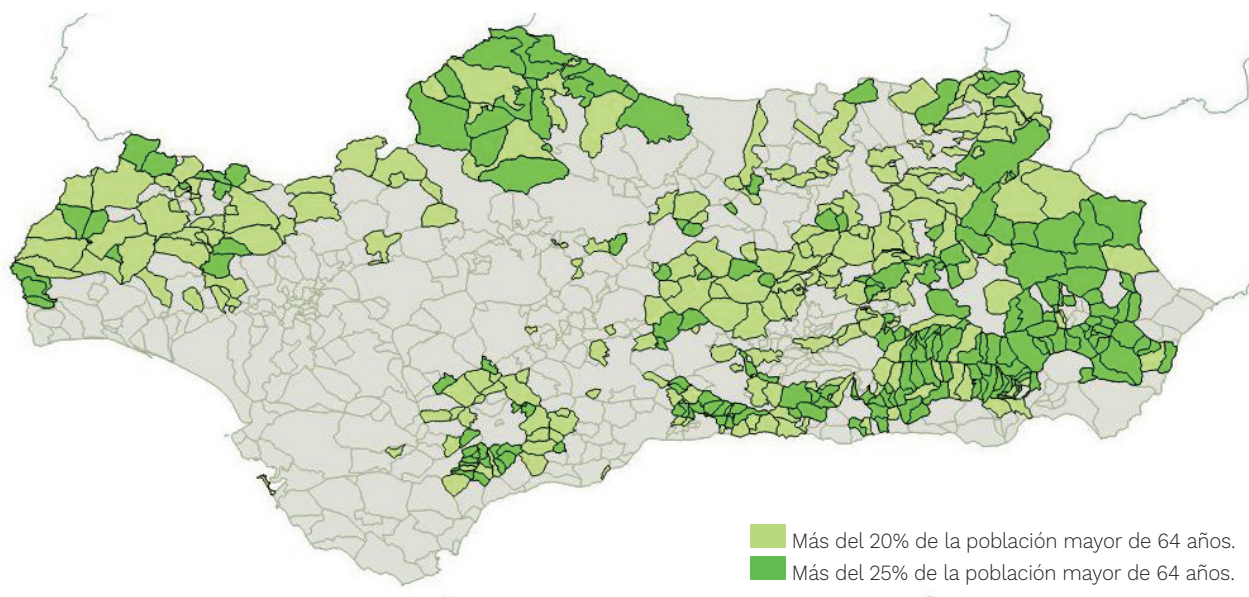 Más del 20% de la población mayor de 64 años.
Más del 25% de la población mayor de 64 años.